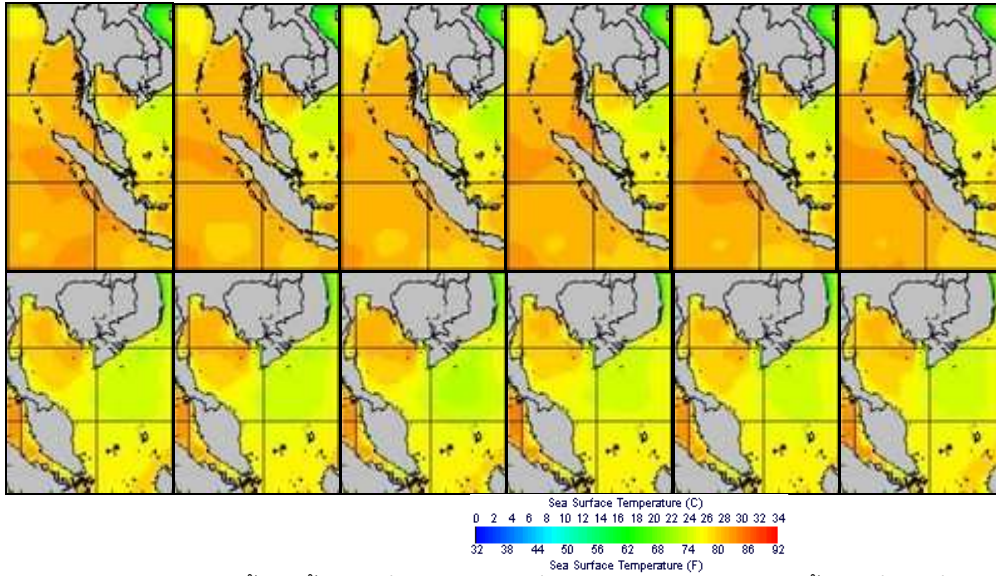 Sea Surface Temperature (C)
0 2 4 6 8 10 12 14 16 18 20 22 24 26 28 30 32 34
32 38 44 50 56 62 68 74 80 86 92
Sea Surface Temperature (F)